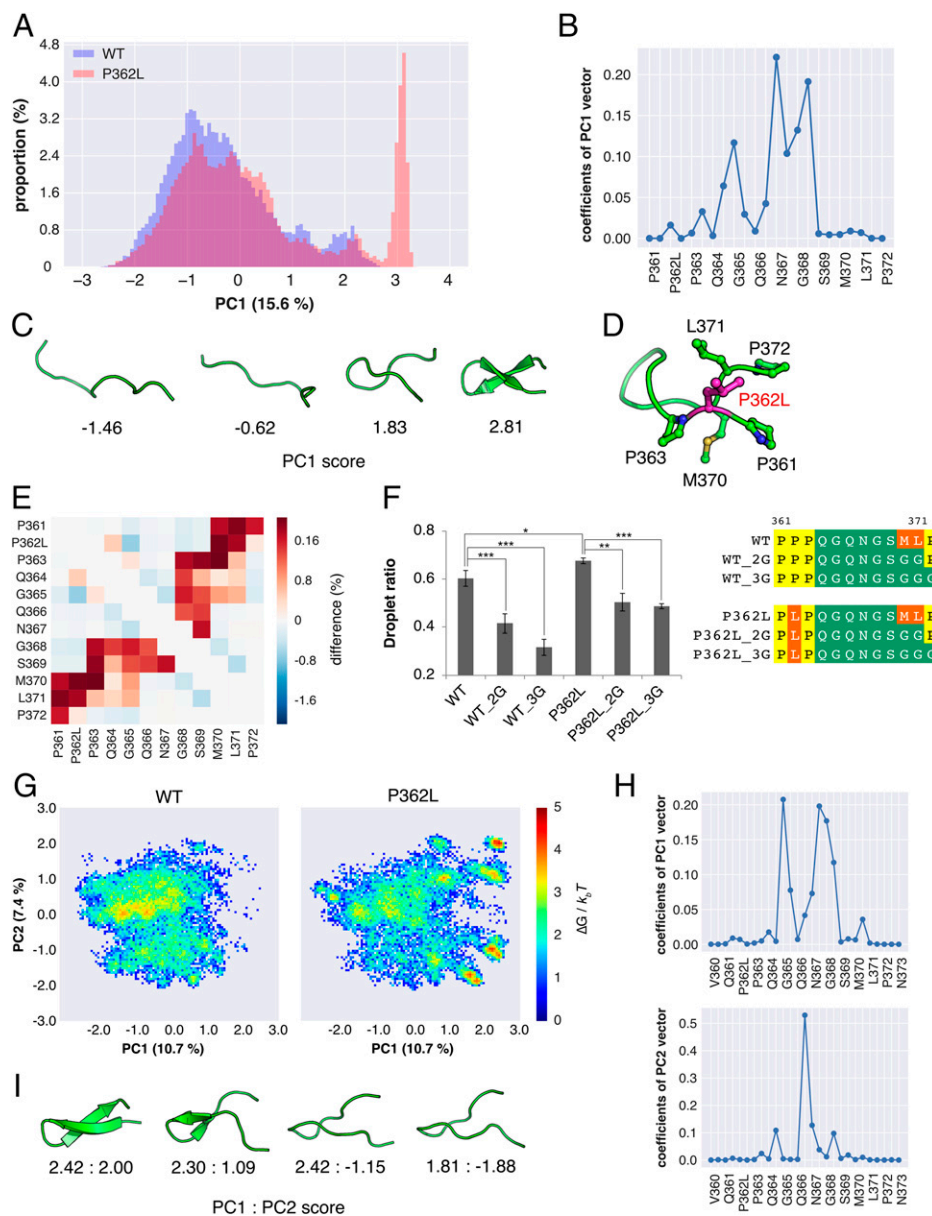 A
WT
P362L
4.8
4.0
3.2
2.4
1.6
0.8
0
proportion (%)
−3 −2 −1 0 1 2 3 4
PC1 (15.6 %)
B
0.20
0.15
0.10
0.05
0.00
coefficients of PC1 vector
P361 P362L P363 Q364 G365 Q366 N367 G368 S369 M370 L371 P372
C
-1.46 -0.62 1.83 2.81
PC1 score
D
L371
P372
P362L
P363
P361
M370
E
P361
P362L
P363
Q364
G365
Q366
N367
G368
S369
M370
L371
P372
P361 P362L P363 Q364 G365 Q366 N367 G368 S369 M370 L371 P372
0.16
0.8
0
-0.8
-1.6
difference (%)
F
0.8
0.6
0.4
0.2
Droplet ratio
*
*** ***
*** **
WT WT_2G WT_3G P362L P362L_2G P362L_3G
361 371
WT PPPQGQNGSMLP
WT_2G PPPQGQNGSGGP
WT_3G PPPQGQNGSGGG
P362L PLPQGQNGSMLP
P362L_2G PLPQGQNGSGGP
P362L_3G PLPQGQNGSGGG
G
WT P362L
3.0
2.0
1.0
0.0
-1.0
-2.0
-3.0
PC2 (7.4 %)
-2.0 -1.0 0.0 1.0 2.0 3.0 -2.0 -1.0 0.0 1.0 2.0 3.0
PC1 (10.7 %) PC1 (10.7 %)
5
4
3
2
1
0
ΔG / kbT
H
0.20
0.15
0.10
0.05
0.00
coefficients of PC1 vector
V360 Q361 P362L P363 Q364 G365 Q366 N367 G368 S369 M370 L371 P372 N373
0.5
0.4
0.3
0.2
0.1
0.0
coefficients of PC2 vector
V360 Q361 P362L P363 Q364 G365 Q366 N367 G368 S369 M370 L371 P372 N373
I
2.42 : 2.00 2.30 : 1.09 2.42 : -1.15 1.81 : -1.88
PC1 : PC2 score